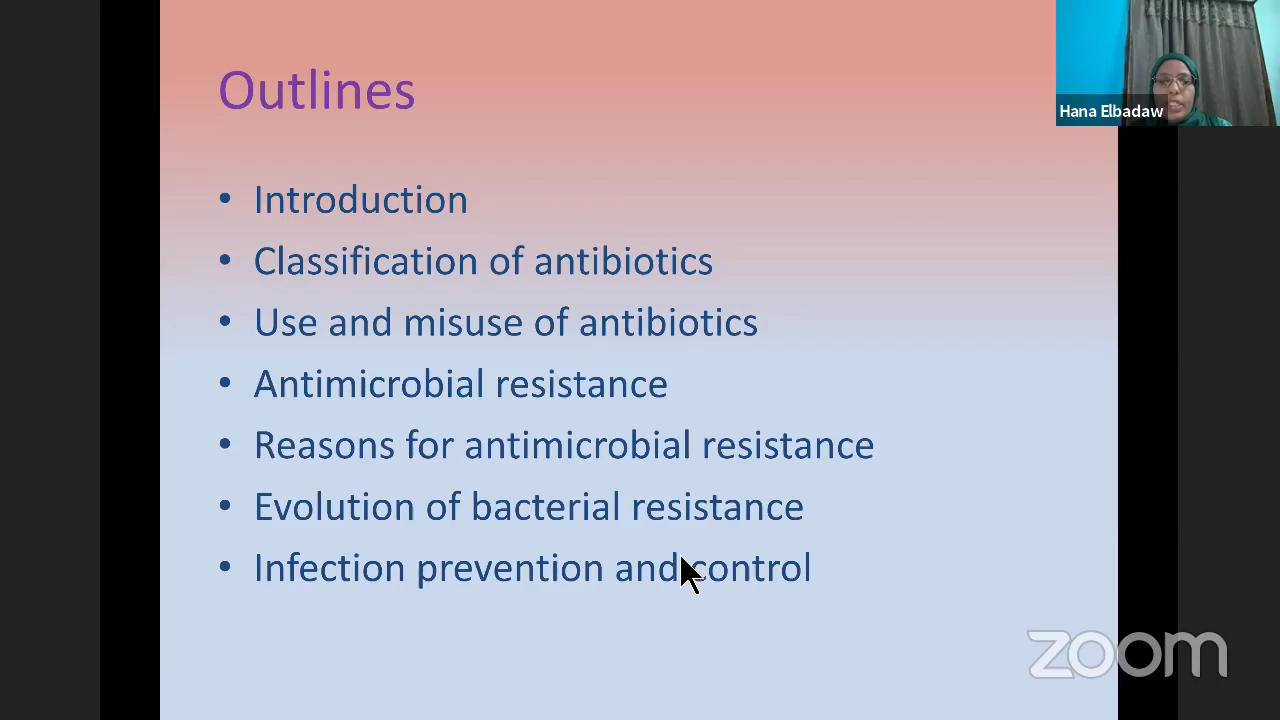 Outlines
Hana Elbadaw
• Introduction
• Classification of antibiotics
• Use and misuse of antibiotics
• Antimicrobial resistance
• Reasons for antimicrobial resistance
• Evolution of bacterial resistance
• Infection prevention and control
zoom